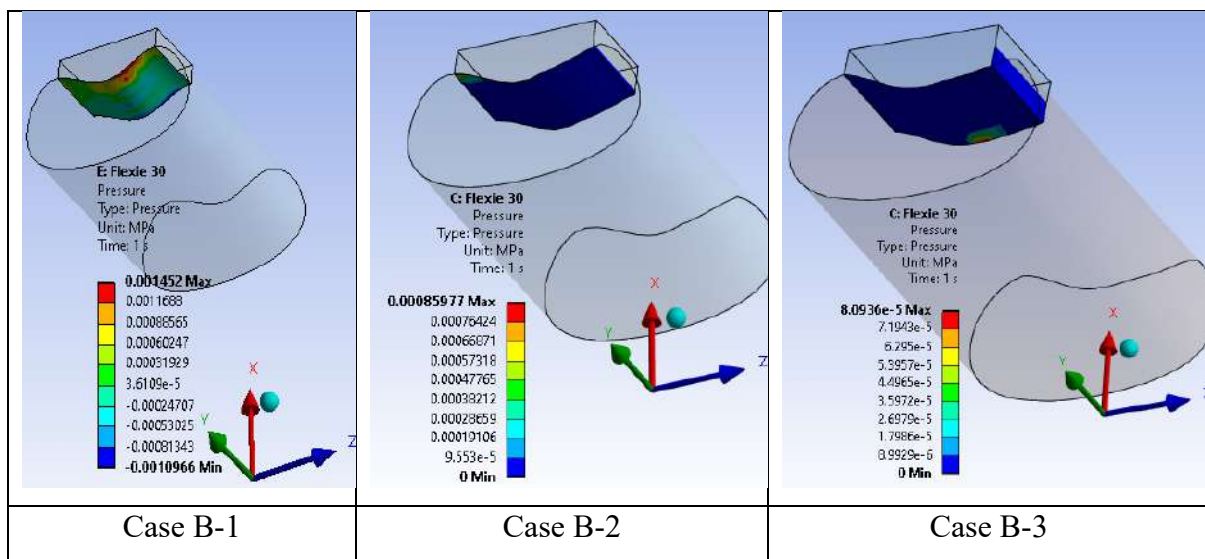 E: Flexie 30
Pressure
Type: Pressure
Unit: MPa
Time: 1 s
0.001452 Max
0.0011688
0.00088565
0.00060247
0.00031929
3.6109e-5
-0.00024707
-0.00053025
-0.00081343
-0.0010966 Min
X
Y
Z
C: Flexie 30
Pressure
Type: Pressure
Unit: MPa
Time: 1 s
0.00085977 Max
0.00076424
0.00066871
0.00057318
0.00047765
0.00038212
0.00028659
0.00019106
9.553e-5
0 Min
X
Y
Z
C: Flexie 30
Pressure
Type: Pressure
Unit: MPa
Time: 1 s
8.0936e-5 Max
7.1943e-5
6.295e-5
5.3957e-5
4.4965e-5
3.5972e-5
2.6979e-5
1.7986e-5
8.9929e-6
0 Min
X
Y
Z
Case B-1
Case B-2
Case B-3